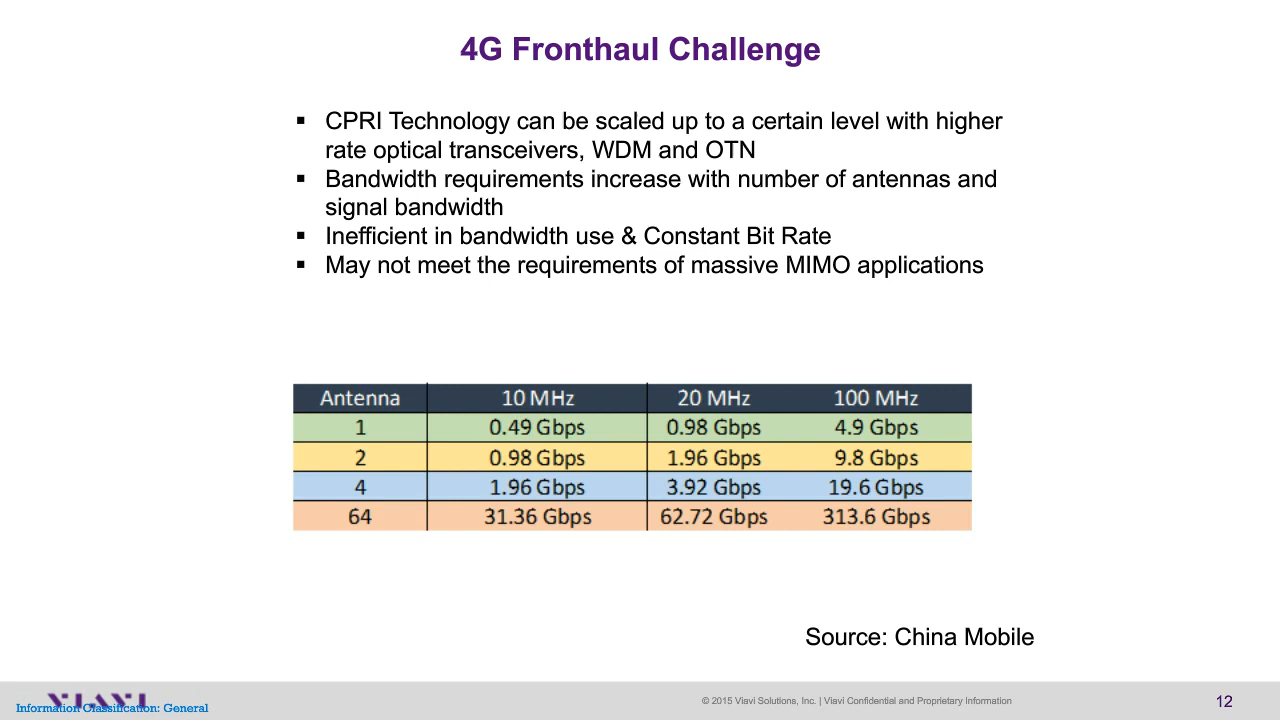 4G Fronthaul Challenge
▪ CPRI Technology can be scaled up to a certain level with higher
rate optical transceivers, WDM and OTN
▪ Bandwidth requirements increase with number of antennas and
signal bandwidth
▪ Inefficient in bandwidth use & Constant Bit Rate
▪ May not meet the requirements of massive MIMO applications
Antenna 10 MHz 20 MHz 100 MHz
1 0.49 Gbps 0.98 Gbps 4.9 Gbps
2 0.98 Gbps 1.96 Gbps 9.8 Gbps
4 1.96 Gbps 3.92 Gbps 19.6 Gbps
64 31.36 Gbps 62.72 Gbps 313.6 Gbps
Source: China Mobile
VIAVI
Information Classification: General
© 2015 Viavi Solutions, Inc. | Viavi Confidential and Proprietary Information
12